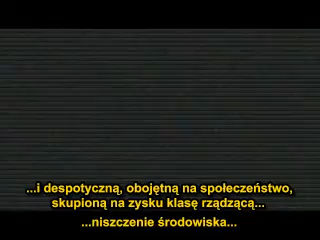 ...i despotyczną, obojętną na społeczeństwo,
skupioną na zysku klasę rządzącą...
...niszczenie środowiska...